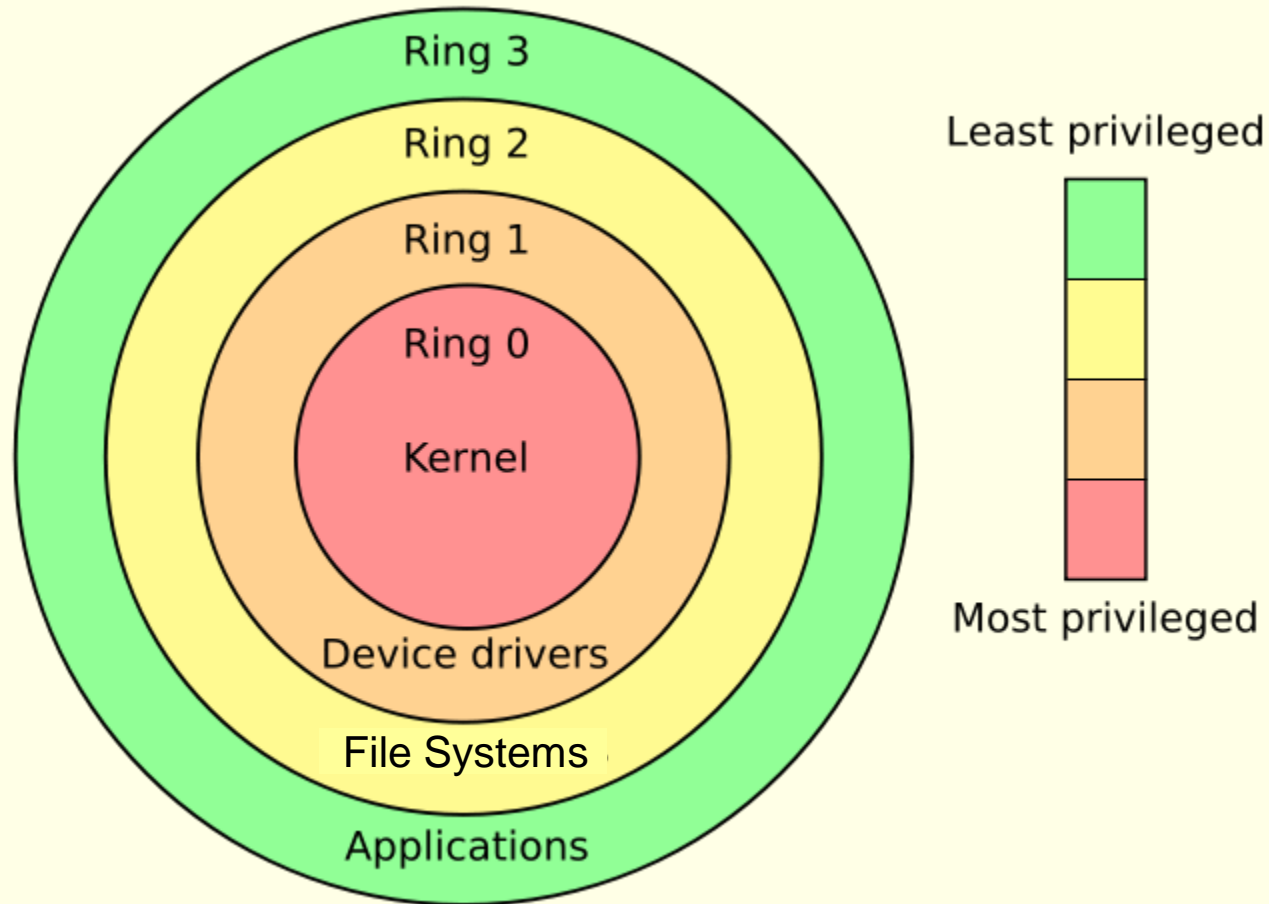 Ring 3
Ring 2
Ring 1
Ring 0
Kernel
Device drivers
File Systems
Applications
Least privileged
Most privileged